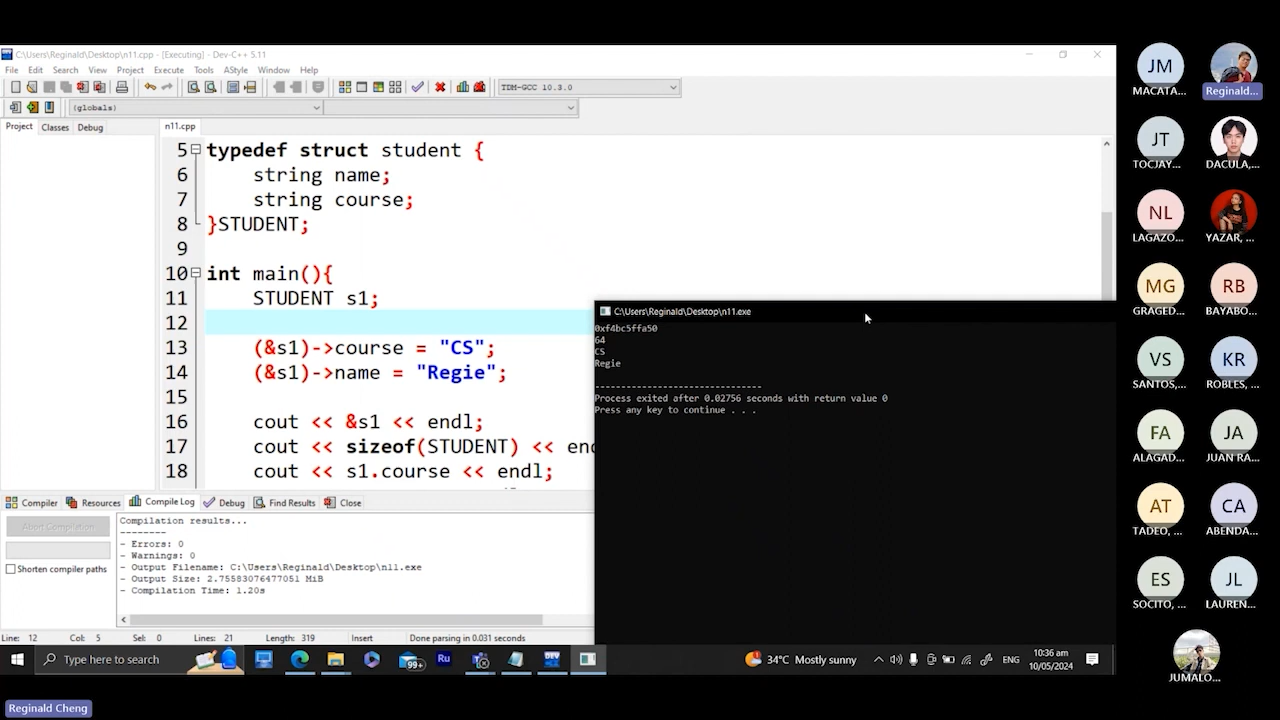 C:\Users\Reginald\Desktop\n11.cpp - [Executing] - Dev-C++ 5.11
File Edit Search View Project Execute Tools AStyle Window Help
TDM-GCC 10.3.0
(globals)
Project Classes Debug
n11.cpp
5 typedef struct student {
6 string name;
7 string course;
8 }STUDENT;
9
10 int main(){
11 STUDENT s1;
12
13 (&s1)->course = "CS";
14 (&s1)->name = "Regie";
15
16 cout << &s1 << endl;
17 cout << sizeof(STUDENT) << en
18 cout << s1.course << endl;
C:\Users\Reginald\Desktop\n11.exe
0xf4bc5ffa50
64
CS
Regie
--------------------------------
Process exited after 0.02756 seconds with return value 0
Press any key to continue . . .
Compiler Resources Compile Log Debug Find Results Close
Abort Compilation
Shorten compiler paths
Compilation results...
--------
- Errors: 0
- Warnings: 0
- Output Filename: C:\Users\Reginald\Desktop\n11.exe
- Output Size: 2.75583076477051 MiB
- Compilation Time: 1.20s
Line: 12 Col: 5 Sel: 0 Lines: 21 Length: 319 Insert Done parsing in 0.031 seconds
Type here to search
99+
Ru
DEV
34°C Mostly sunny
ENG
10:36 am
10/05/2024
Reginald Cheng
JM
MACATA...
Reginald...
JT
TOCJAY...
DACULA,...
NL
LAGAZO...
YAZAR, ...
MG
GRAGED...
RB
BAYABO...
VS
SANTOS,...
KR
ROBLES, ...
FA
ALAGAD...
JA
JUAN RA...
AT
TADEO, ...
CA
ABENDA...
ES
SOCITO, ...
JL
LAUREN...
JUMALO...